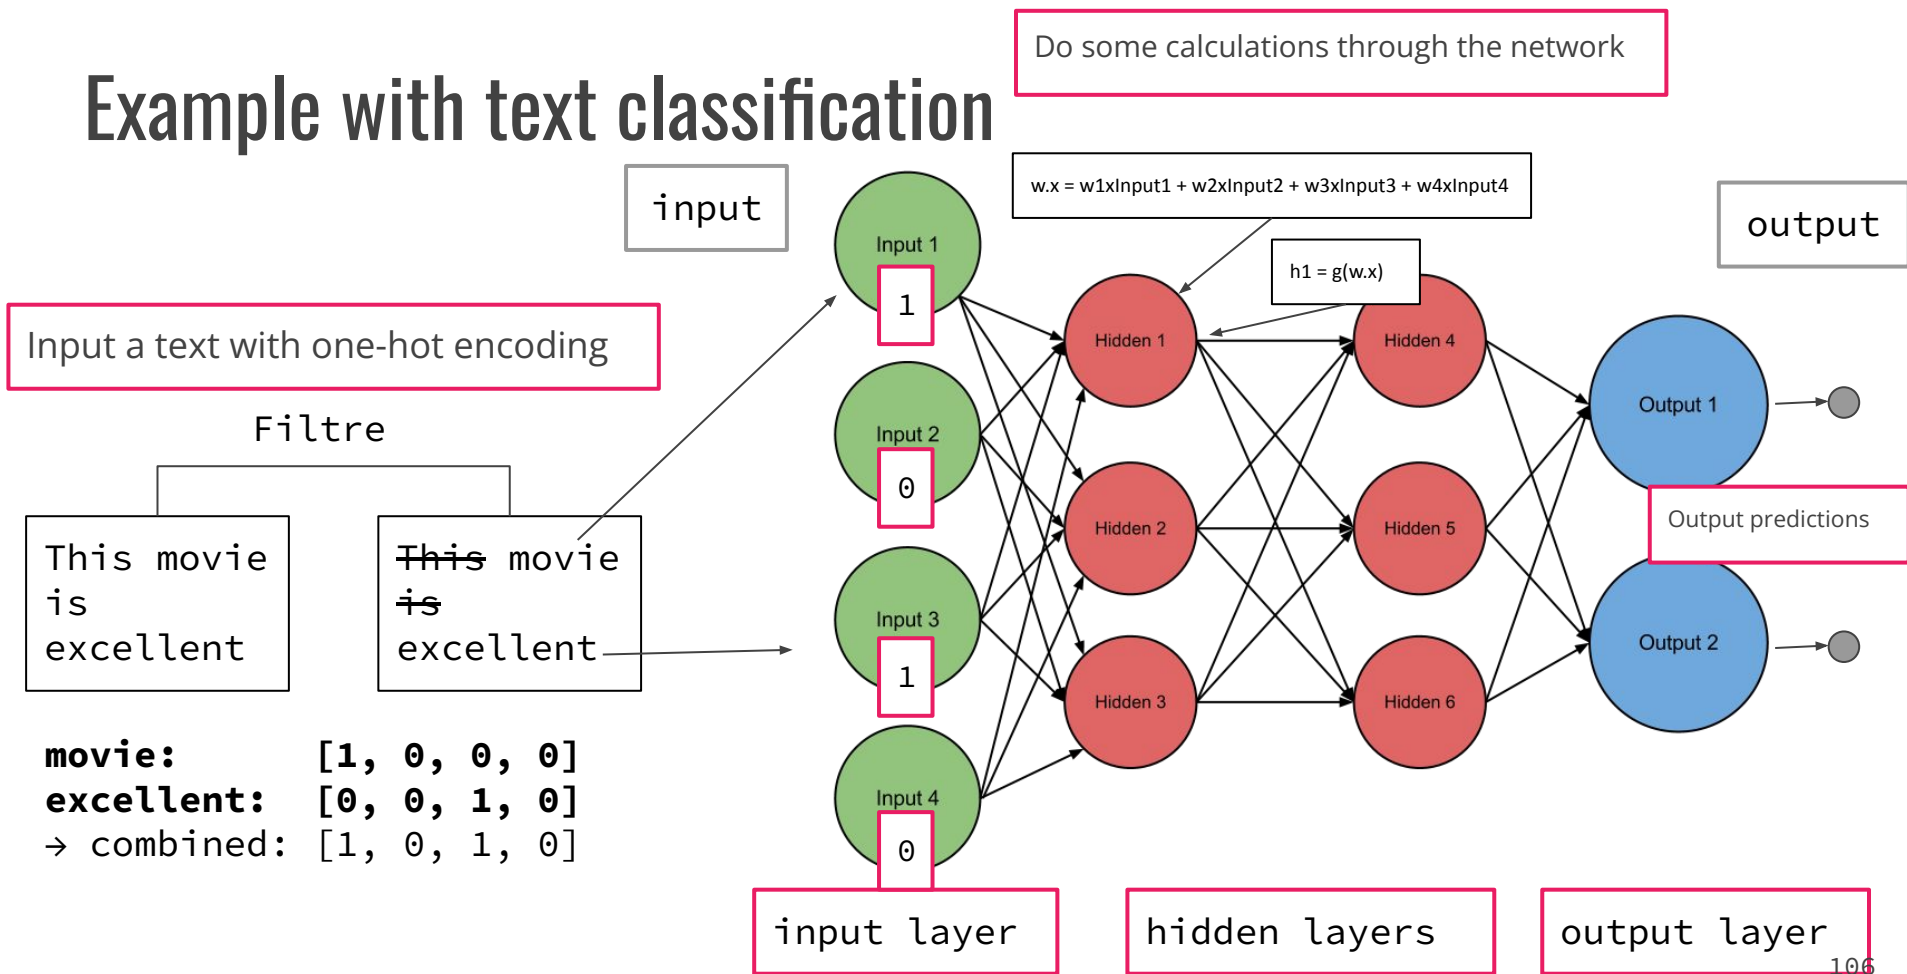 Do some calculations through the network
Example with text classification
input
w.x = w1xInput1 + w2xInput2 + w3xInput3 + w4xInput4
output
h1 = g(w.x)
Input a text with one-hot encoding
Filtre
This movie
is
excellent
This movie
is
excellent
movie: [1, 0, 0, 0]
excellent: [0, 0, 1, 0]
→ combined: [1, 0, 1, 0]
Input 1
1
Input 2
0
Input 3
1
Input 4
0
Hidden 1
Hidden 2
Hidden 3
Hidden 4
Hidden 5
Hidden 6
Output 1
Output predictions
Output 2
input layer
hidden layers
output layer
106